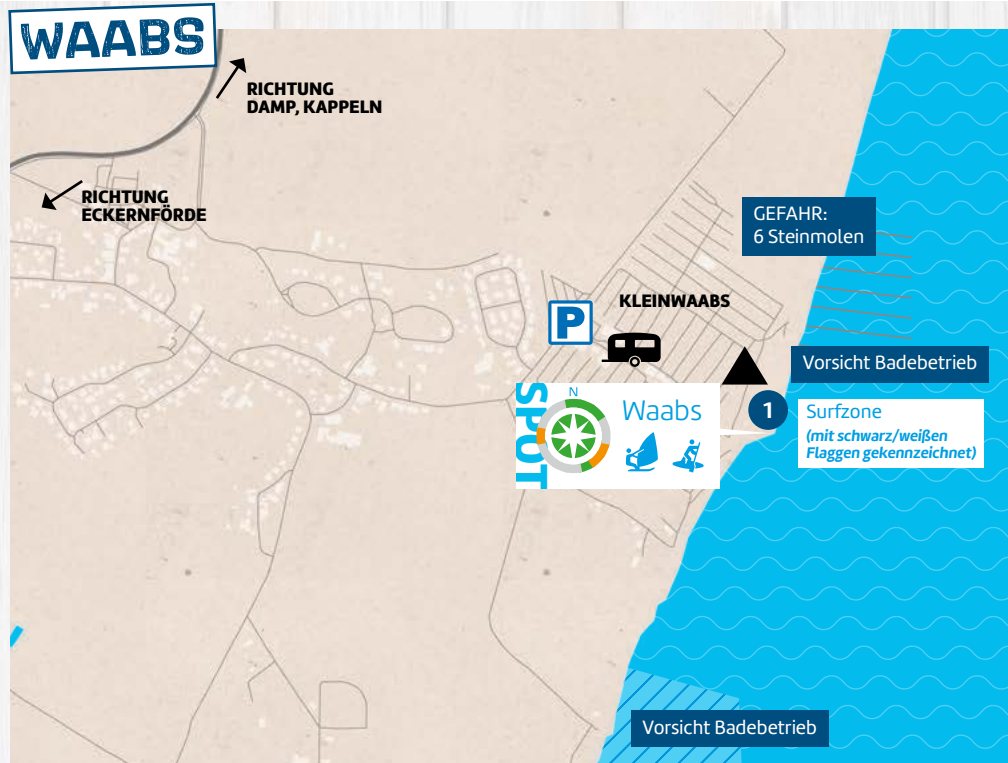 WAABS
RICHTUNG
DAMP, KAPPELN
RICHTUNG
ECKERNFÖRDE
GEFAHR:
6 Steinmolen
P
KLEINWAABS
Vorsicht Badebetrieb
SPOT
N
Waabs
1
Surfzone
(mit schwarz/weißen
Flaggen gekennzeichnet)
Vorsicht Badebetrieb